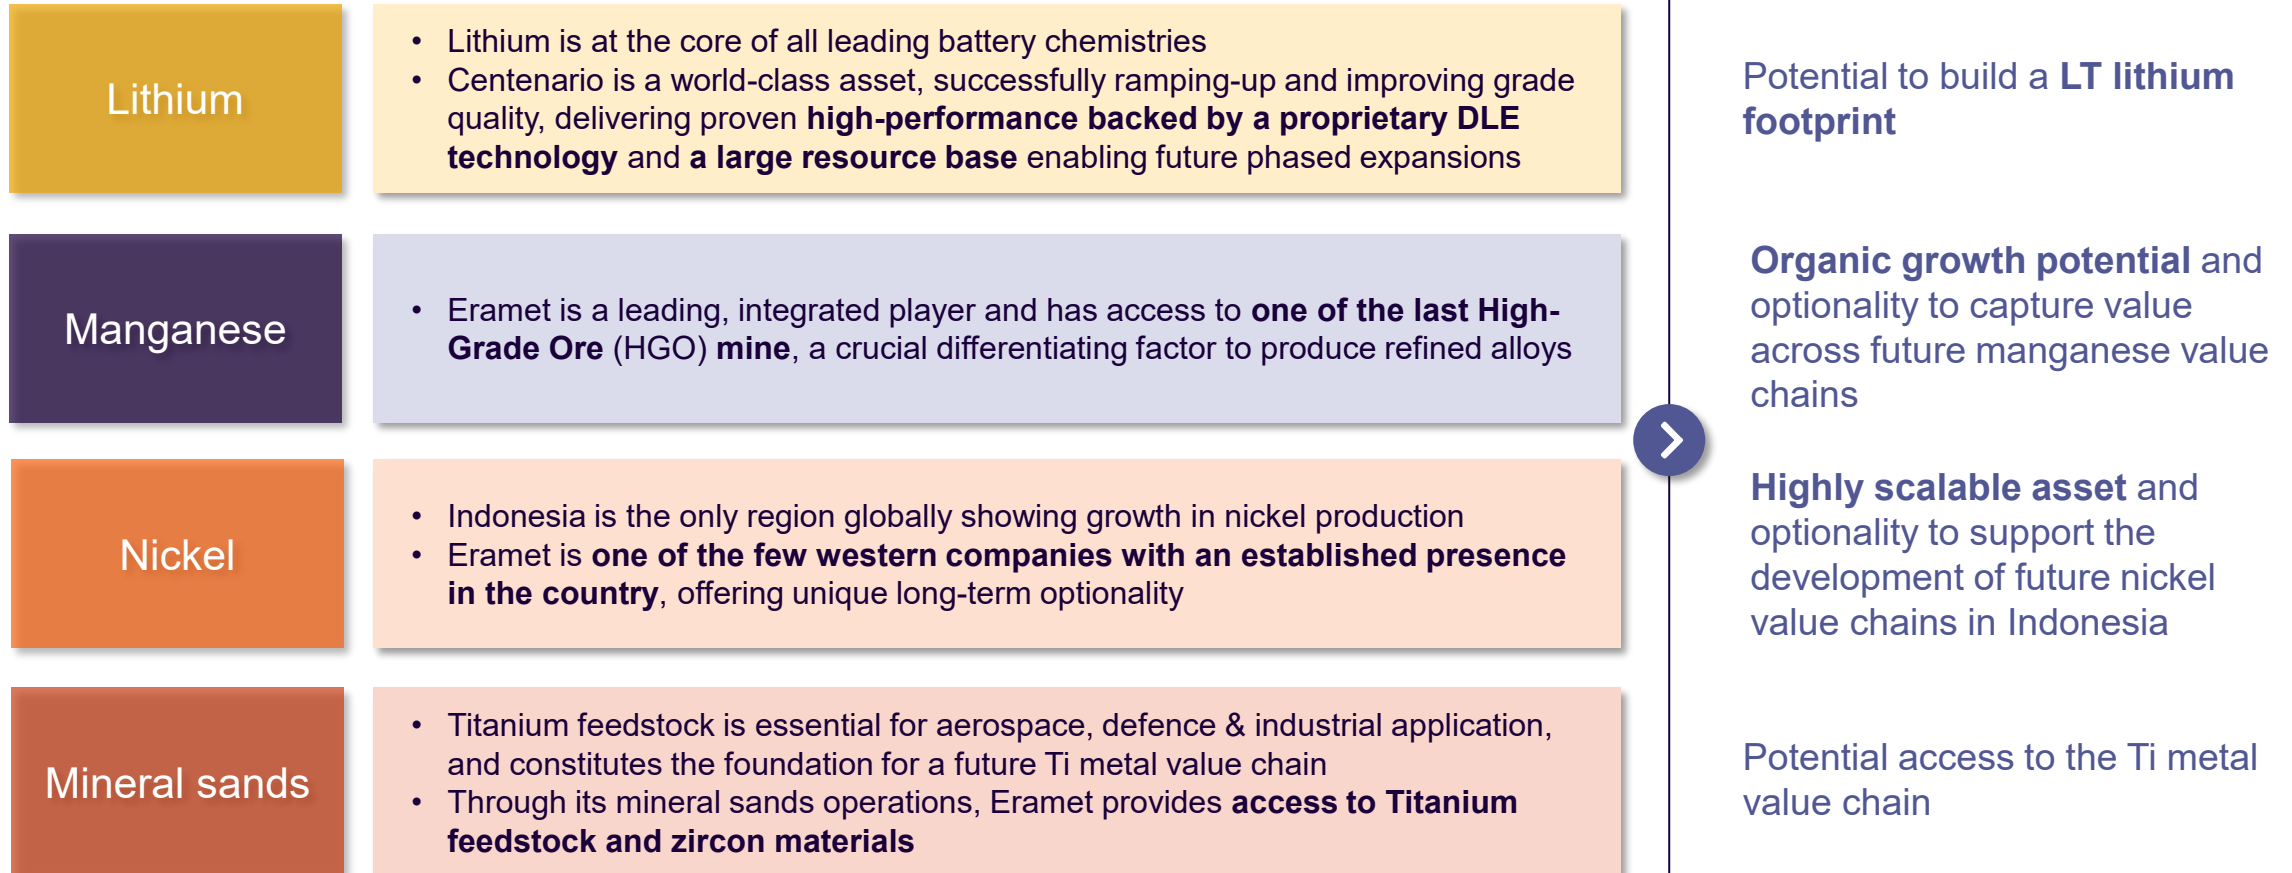 Lithium
• Lithium is at the core of all leading battery chemistries
• Centenario is a world-class asset, successfully ramping-up and improving grade
quality, delivering proven high-performance backed by a proprietary DLE
technology and a large resource base enabling future phased expansions
Potential to build a LT lithium
footprint
Manganese
• Eramet is a leading, integrated player and has access to one of the last High-
Grade Ore (HGO) mine, a crucial differentiating factor to produce refined alloys
Organic growth potential and
optionality to capture value
across future manganese value
chains
Nickel
• Indonesia is the only region globally showing growth in nickel production
• Eramet is one of the few western companies with an established presence
in the country, offering unique long-term optionality
Highly scalable asset and
optionality to support the
development of future nickel
value chains in Indonesia
Mineral sands
• Titanium feedstock is essential for aerospace, defence & industrial application,
and constitutes the foundation for a future Ti metal value chain
• Through its mineral sands operations, Eramet provides access to Titanium
feedstock and zircon materials
Potential access to the Ti metal
value chain